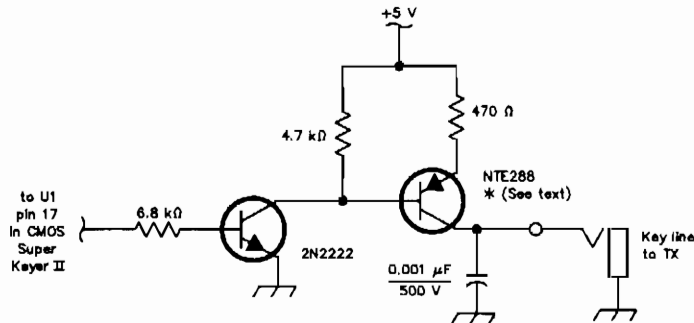 +5 V
470 Ω
4.7 kΩ
NTE288
* (See text)
to U1
pin 17
in CMOS
Super
Keyer II
6.8 kΩ
2N2222
0.001 μF
500 V
Key line
to TX